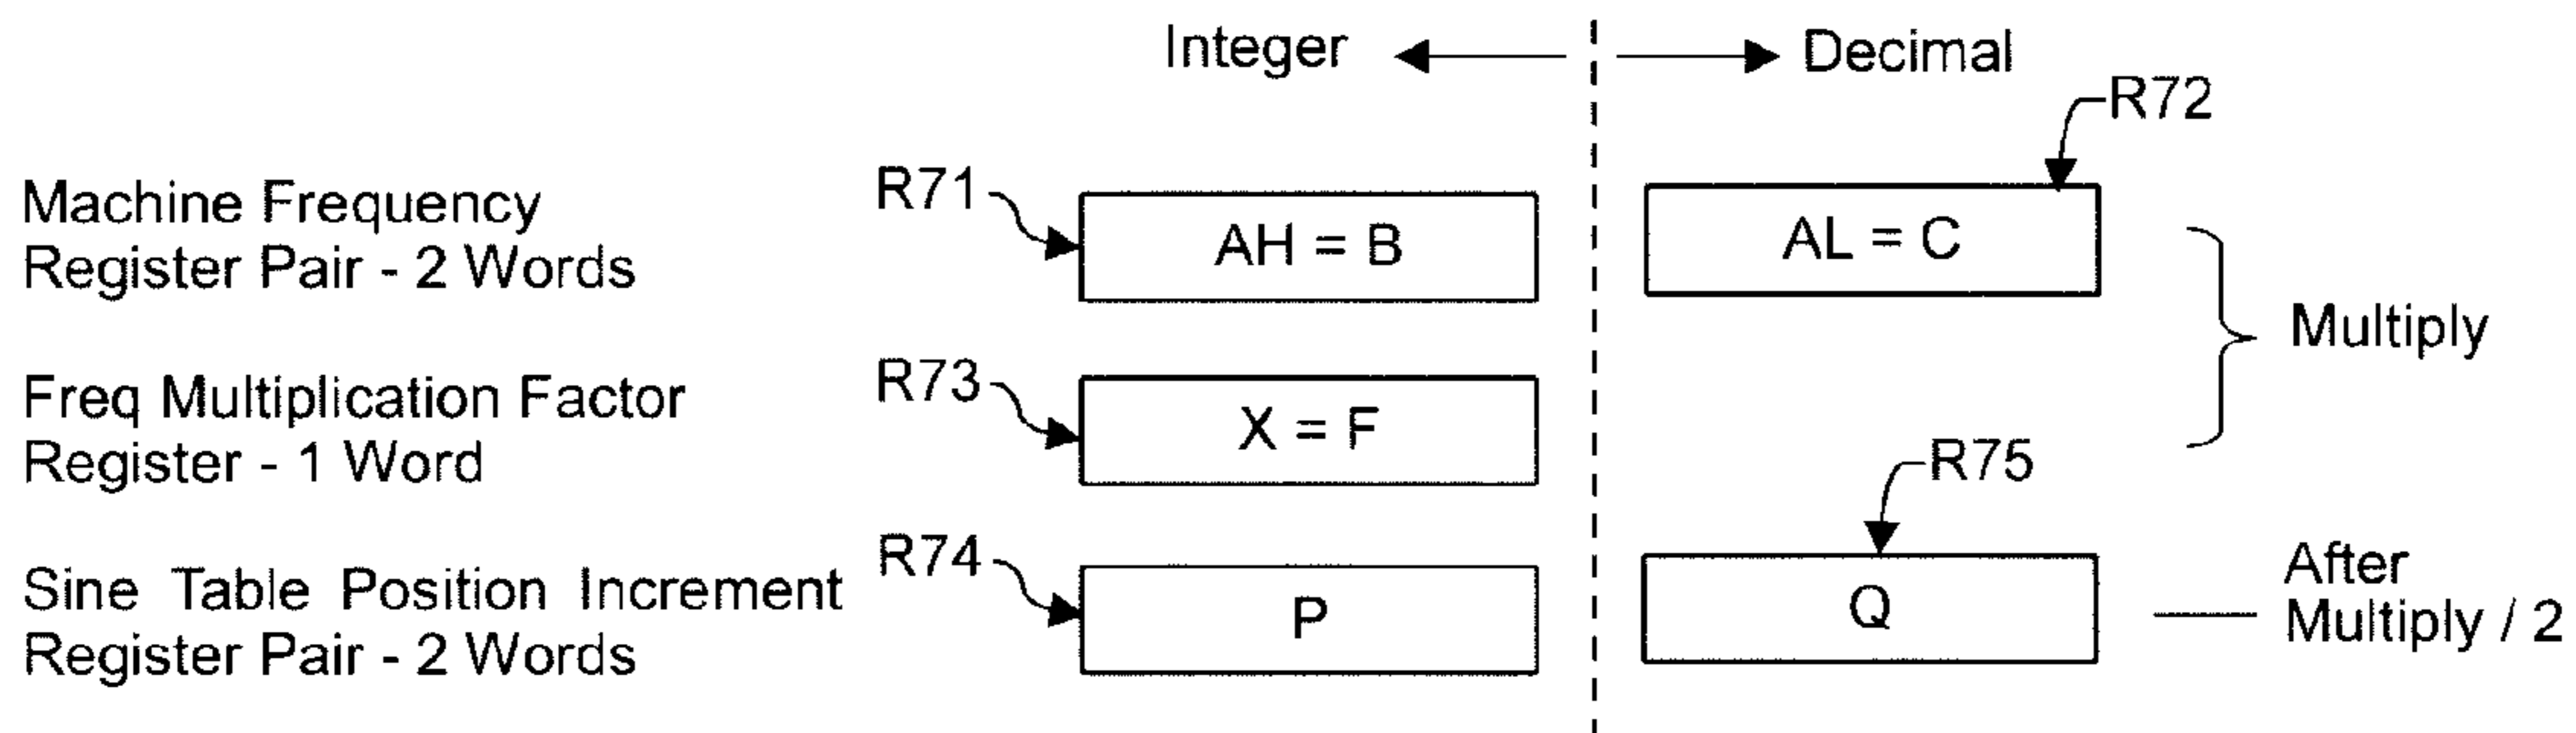 Integer
Decimal
R72
Machine Frequency
Register Pair - 2 Words
R71
AH = B
AL = C
Multiply
Freq Multiplication Factor
Register - 1 Word
R73
X = F
R75
Sine Table Position Increment
Register Pair - 2 Words
R74
P
Q
After
Multiply / 2